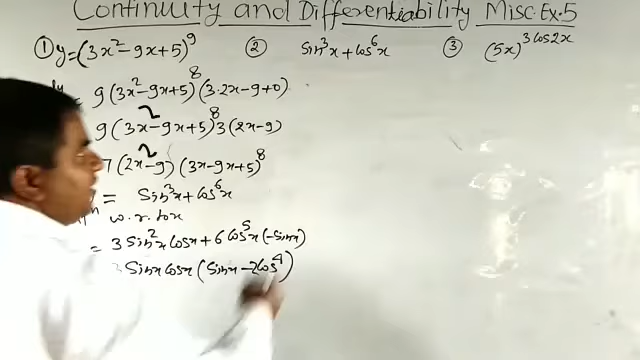 Continuity and Differentiability Misc. Ex. 5
① y = (3x² - 9x + 5)⁹ ② sin³x + cos⁶x ③ (5x)^(3 cos2x)
9(3x² - 9x + 5)⁸ (3·2x - 9 + 0)
9(3x² - 9x + 5)⁸ 3(2x - 9)
(2x - 9) (3x² - 9x + 5)⁸
= Sin³x + cos⁶x
w.r. to x
= 3 Sin²x cosx + 6 cos⁵x (-sinx)
Sinx cosx (Sinx - 2cos⁴)